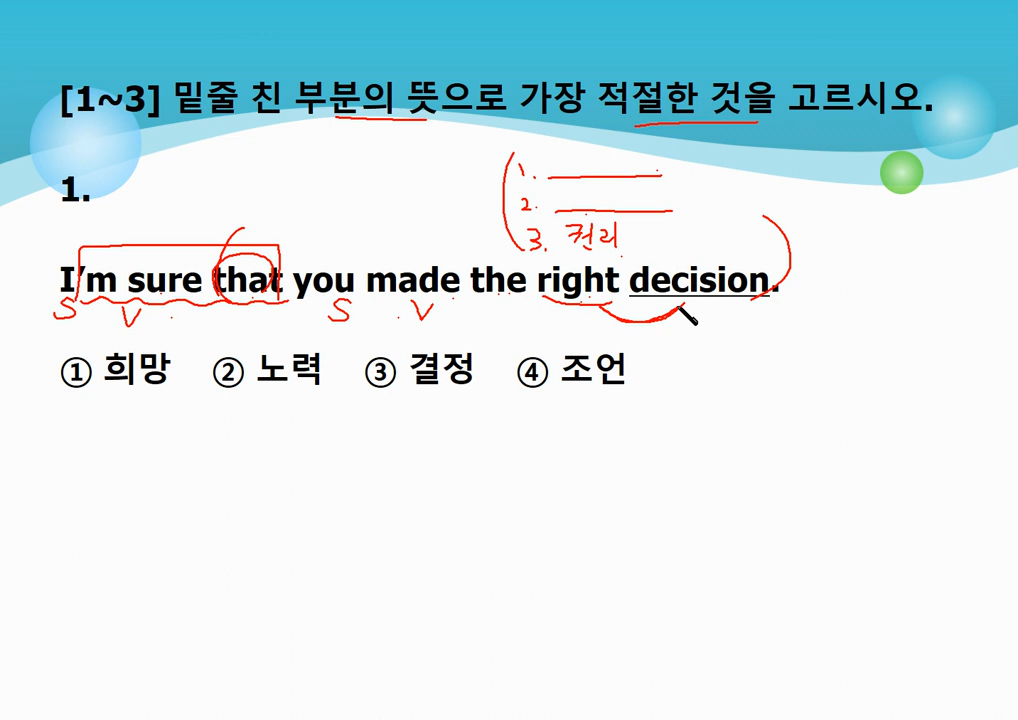 [1~3] 밑줄 친 부분의 뜻으로 가장 적절한 것을 고르시오.
1.
1.
2.
3. 권리
I'm sure that you made the right decision.
S V S V
① 희망 ② 노력 ③ 결정 ④ 조언